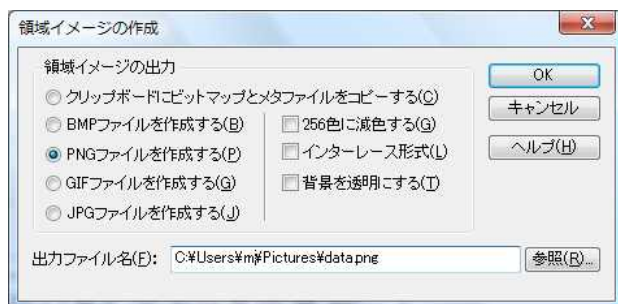 領域イメージの作成
領域イメージの出力
クリップボードにビットマップとメタファイルをコピーする(C)
BMPファイルを作成する(B)
PNGファイルを作成する(P)
GIFファイルを作成する(G)
JPGファイルを作成する(J)
256色に減色する(G)
インターレース形式(L)
背景を透明にする(T)
OK
キャンセル
ヘルプ(H)
出力ファイル名(F): C:¥Users¥mj¥Pictures¥data.png 参照(R)...